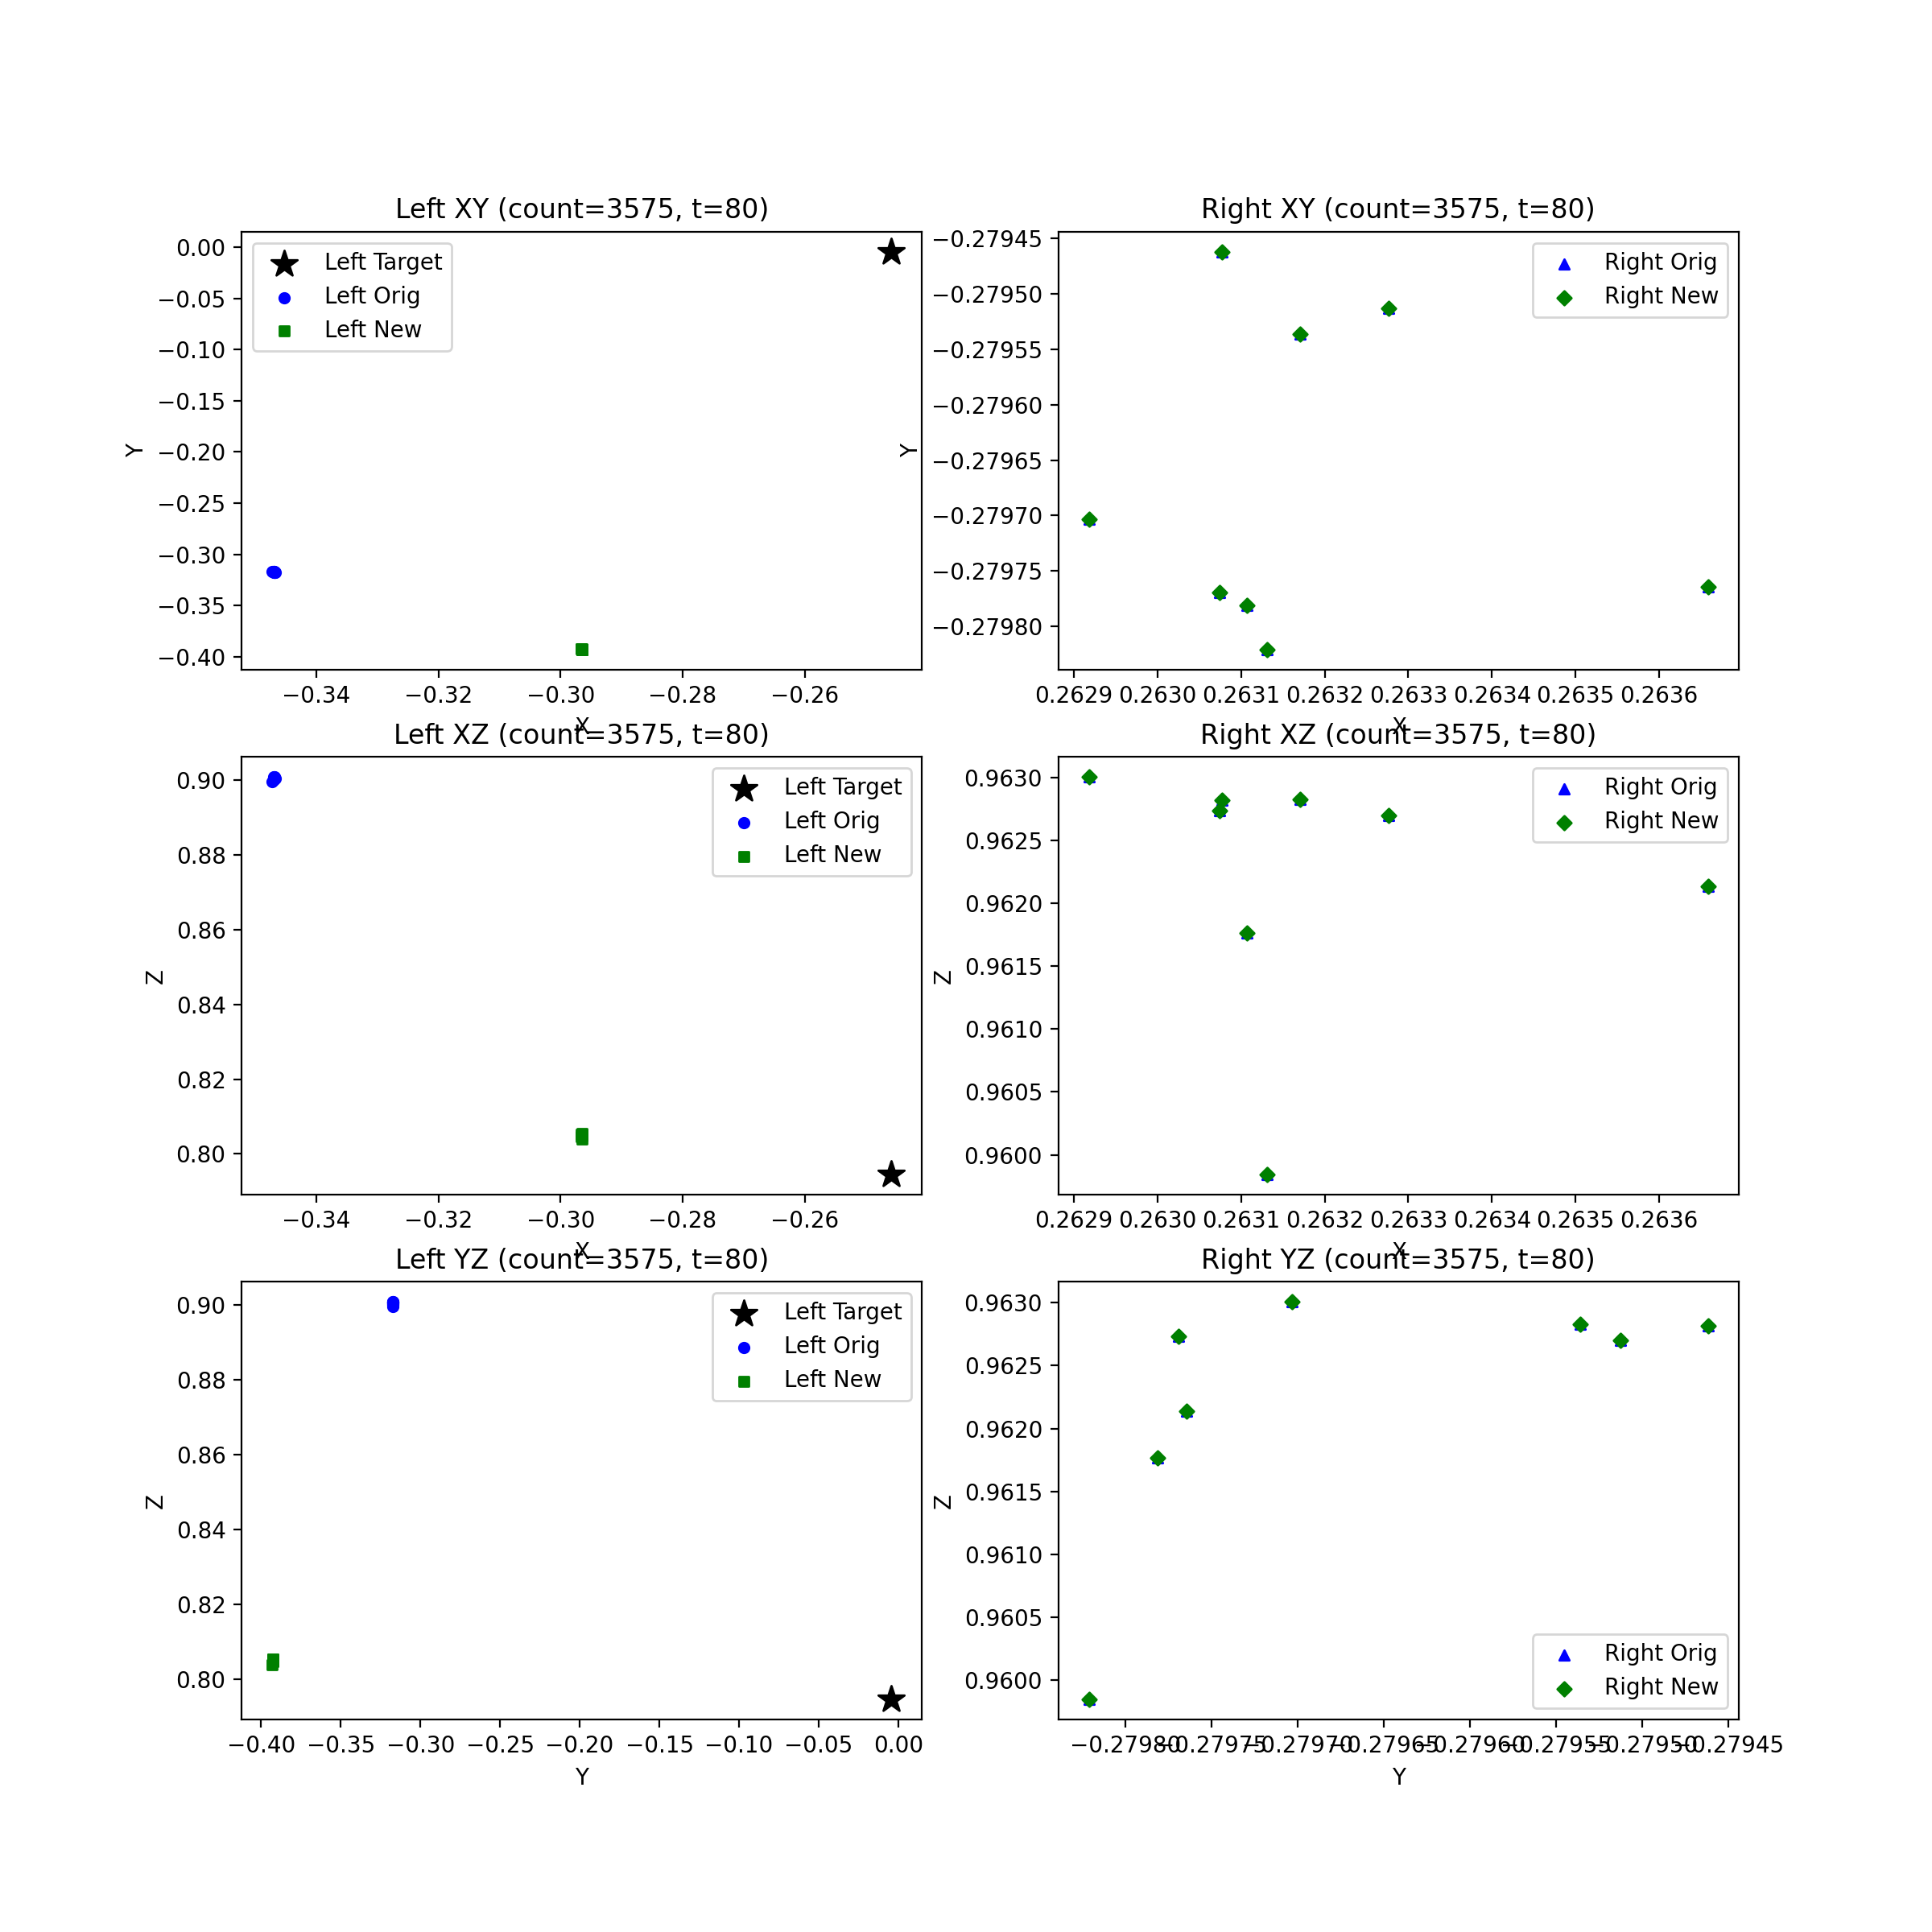 Left XY (count=3575, t=80)
Right XY (count=3575, t=80)
0.00
−0.05
−0.10
−0.15
−0.20
−0.25
−0.30
−0.35
−0.40
Y
Left Target
Left Orig
Left New
−0.34
−0.32
−0.30
−0.28
−0.26
X
−0.27945
−0.27950
−0.27955
−0.27960
−0.27965
−0.27970
−0.27975
−0.27980
Y
Right Orig
Right New
0.2629
0.2630
0.2631
0.2632
0.2633
0.2634
0.2635
0.2636
X
Left XZ (count=3575, t=80)
Right XZ (count=3575, t=80)
0.90
0.88
0.86
0.84
0.82
0.80
Z
Left Target
Left Orig
Left New
−0.34
−0.32
−0.30
−0.28
−0.26
X
0.9630
0.9625
0.9620
0.9615
0.9610
0.9605
0.9600
Z
Right Orig
Right New
0.2629
0.2630
0.2631
0.2632
0.2633
0.2634
0.2635
0.2636
X
Left YZ (count=3575, t=80)
Right YZ (count=3575, t=80)
0.90
0.88
0.86
0.84
0.82
0.80
Z
Left Target
Left Orig
Left New
−0.40
−0.35
−0.30
−0.25
−0.20
−0.15
−0.10
−0.05
0.00
Y
0.9630
0.9625
0.9620
0.9615
0.9610
0.9605
0.9600
Z
Right Orig
Right New
−0.27980
−0.27975
−0.27970
−0.27965
−0.27960
−0.27955
−0.27950
−0.27945
Y